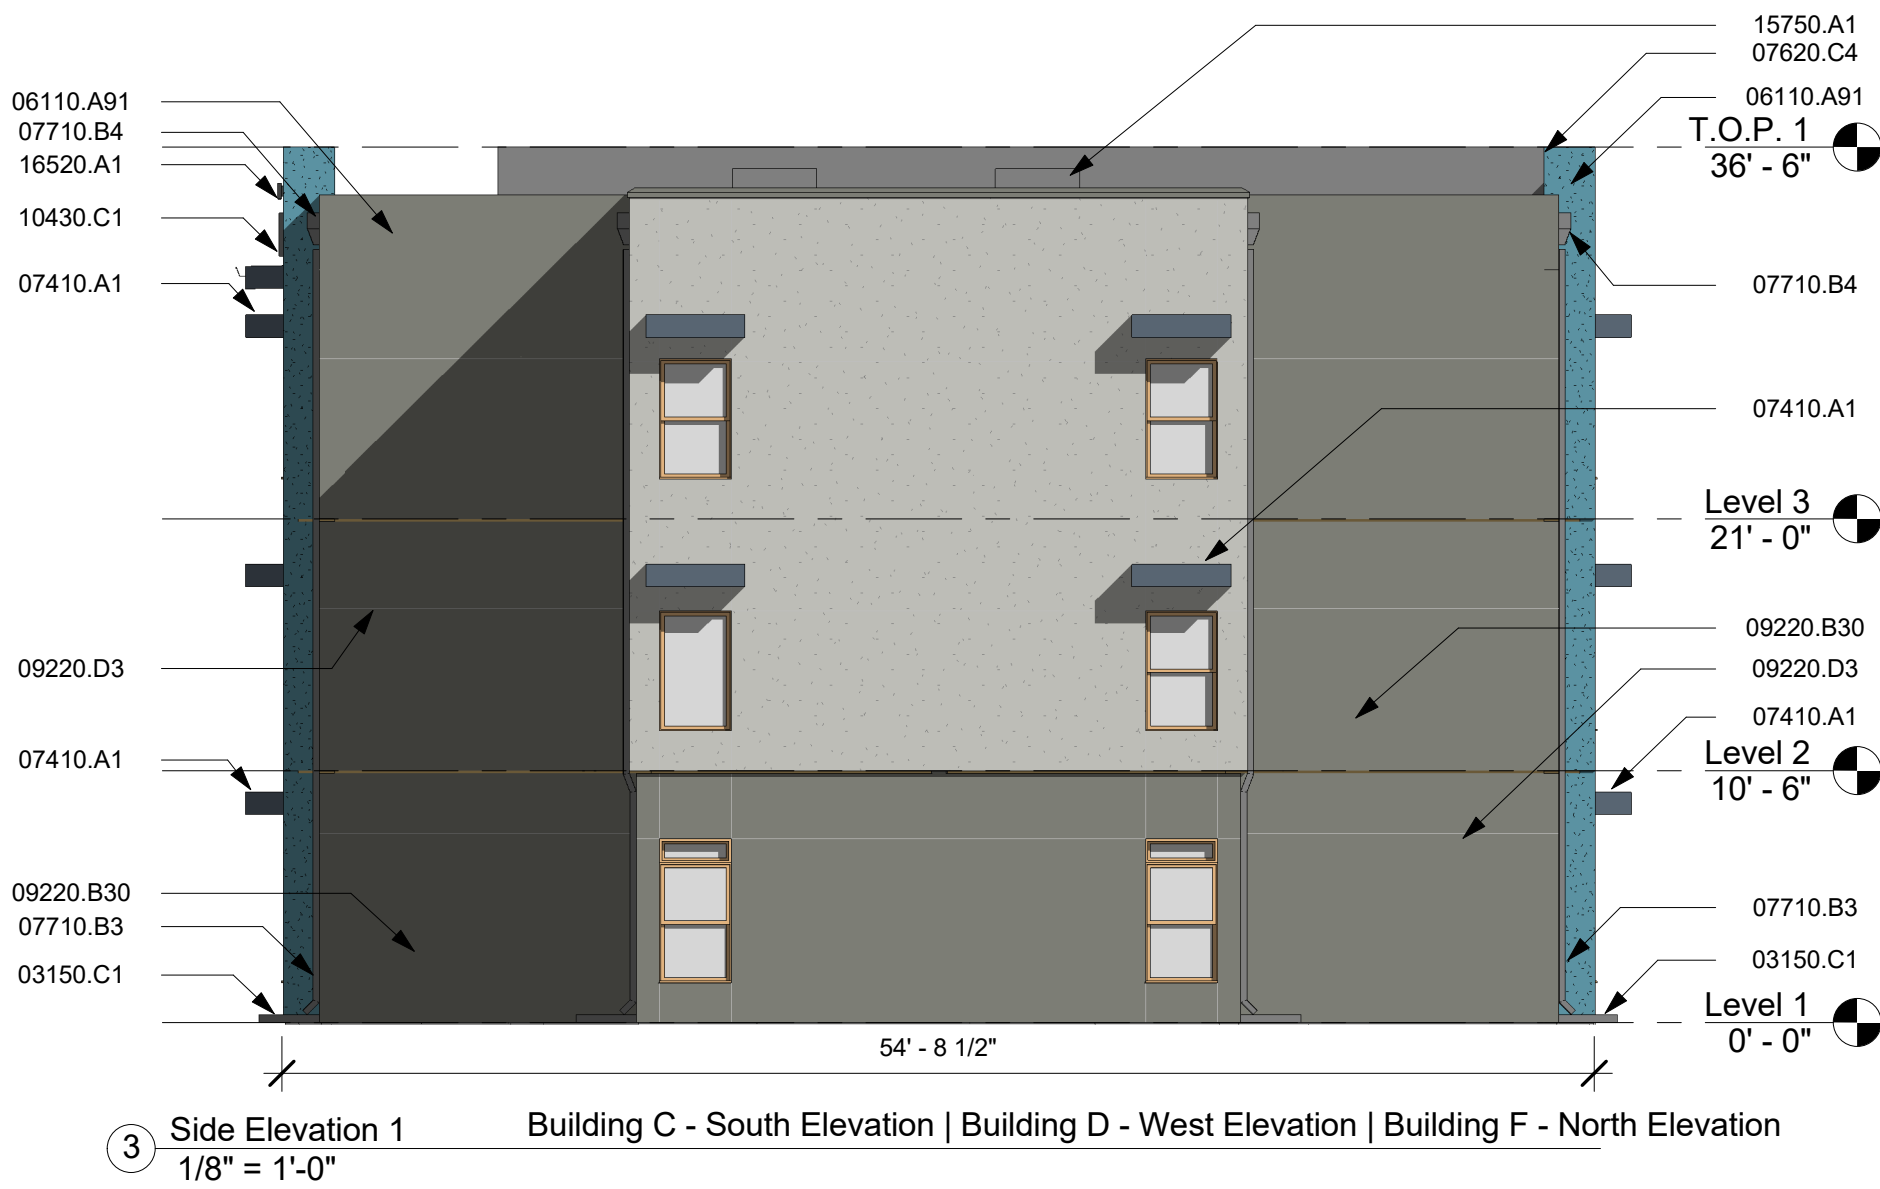 15750.A1
07620.C4
06110.A91
T.O.P. 1
36' - 6"
07710.B4
07410.A1
Level 3
21' - 0"
09220.B30
09220.D3
07410.A1
Level 2
10' - 6"
07710.B3
03150.C1
Level 1
0' - 0"
06110.A91
07710.B4
16520.A1
10430.C1
07410.A1
09220.D3
07410.A1
09220.B30
07710.B3
03150.C1
54' - 8 1/2"
3
Side Elevation 1
1/8" = 1'-0"
Building C - South Elevation | Building D - West Elevation | Building F - North Elevation